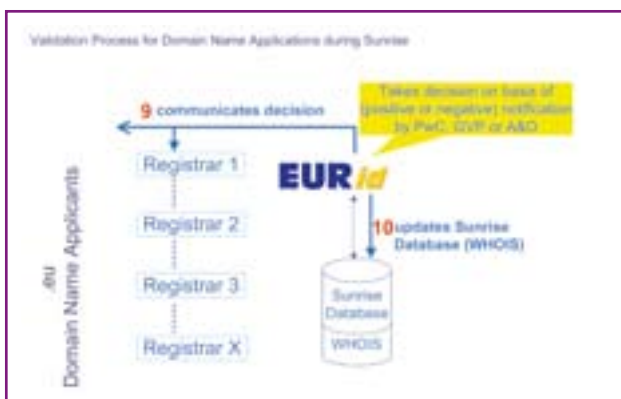 Validation Process for Domain Name Applications during Sunrise
Takes decision on basis of
(positive or negative) notification
by PwC, GVP or A&O
9 communicates decision
Registrar 1
EURid
Registrar 2
10 updates Sunrise
Database (WHOIS)
Registrar 3
Sunrise
Database
WHOIS
Registrar X
.eu
Domain Name Applicants